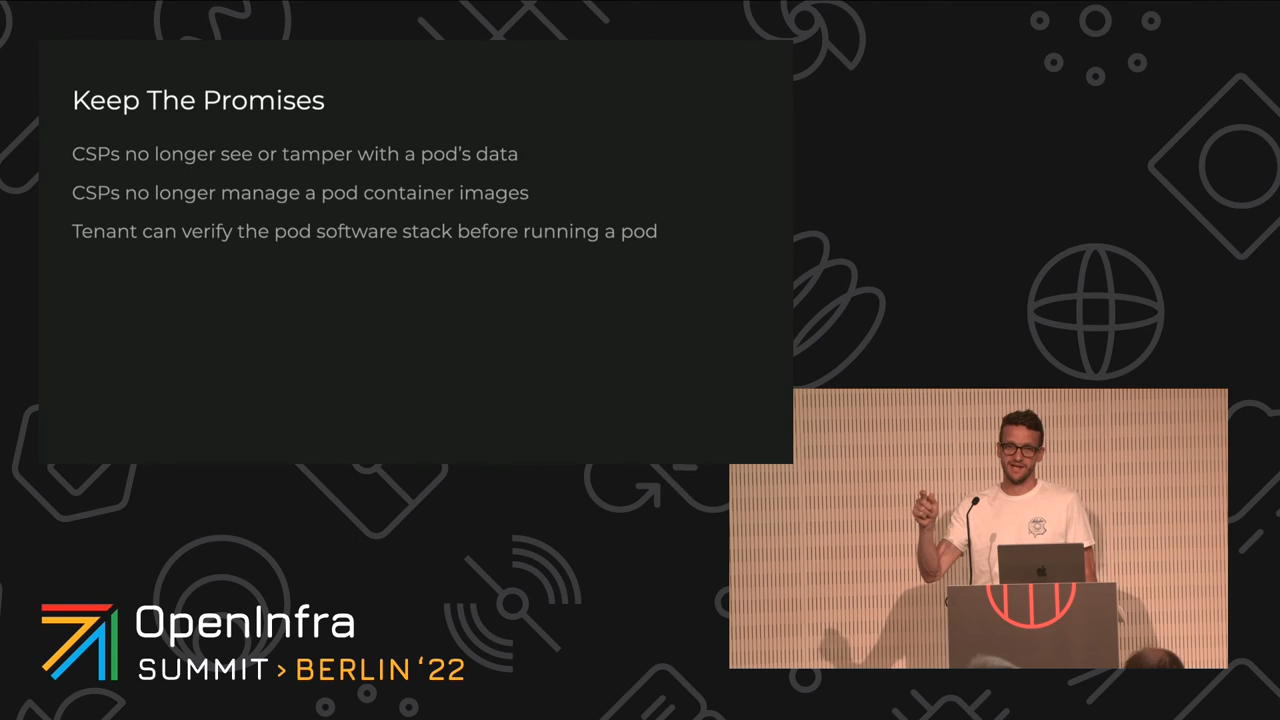 Keep The Promises
CSPs no longer see or tamper with a pod's data
CSPs no longer manage a pod container images
Tenant can verify the pod software stack before running a pod
OpenInfra
SUMMIT > BERLIN '22